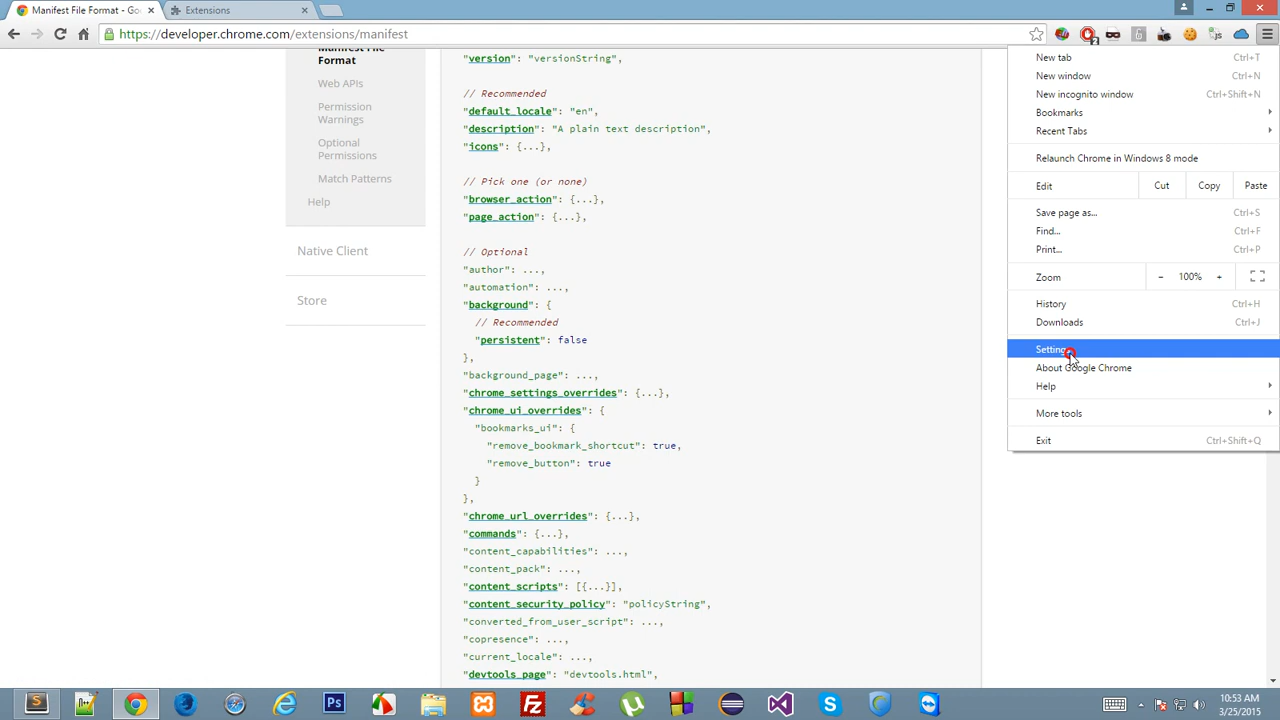 Manifest File Format - Goo
Extensions
https://developer.chrome.com/extensions/manifest
2
Manifest File
Format
Web APIs
Permission
Warnings
Optional
Permissions
Match Patterns
Help
Native Client
Store
"version": "versionString",
// Recommended
"default_locale": "en",
"description": "A plain text description",
"icons": {...},
// Pick one (or none)
"browser_action": {...},
"page_action": {...},
// Optional
"author": ...,
"automation": ...,
"background": {
// Recommended
"persistent": false
},
"background_page": ...,
"chrome_settings_overrides": {...},
"chrome_ui_overrides": {
"bookmarks_ui": {
"remove_bookmark_shortcut": true,
"remove_button": true
}
},
"chrome_url_overrides": {...},
"commands": {...},
"content_capabilities": ...,
"content_pack": ...,
"content_scripts": [{...}],
"content_security_policy": "policyString",
"converted_from_user_script": ...,
"copresence": ...,
"current_locale": ...,
"devtools_page": "devtools.html",
New tab Ctrl+T
New window Ctrl+N
New incognito window Ctrl+Shift+N
Bookmarks
Recent Tabs
Relaunch Chrome in Windows 8 mode
Edit Cut Copy Paste
Save page as... Ctrl+S
Find... Ctrl+F
Print... Ctrl+P
Zoom - 100% +
History Ctrl+H
Downloads Ctrl+J
Setting
About Google Chrome
Help
More tools
Exit Ctrl+Shift+Q
10:53 AM
3/25/2015